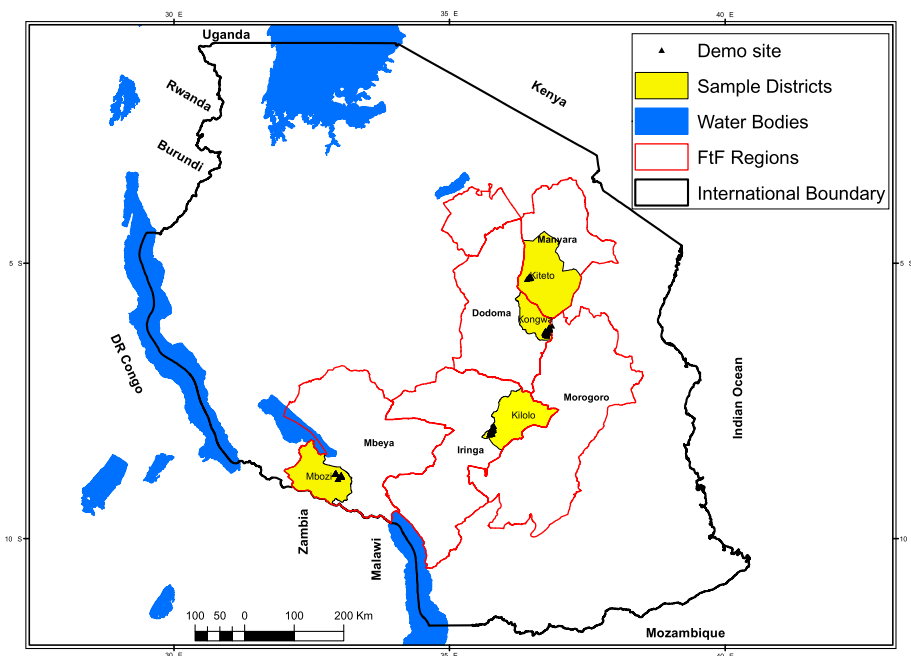 30 E
35 E
40 E
Uganda
Rwanda
Burundi
Kenya
Demo site
Sample Districts
Water Bodies
FtF Regions
International Boundary
5 S
5 S
Manyara
Kiteto
Dodoma
Kongwa
DR Congo
Indian Ocean
Morogoro
Kilolo
Mbeya
Iringa
Mbozi
Zambia
Malawi
10 S
10 S
100 50 0 100 200 Km
Mozambique
30 E
35 E
40 E